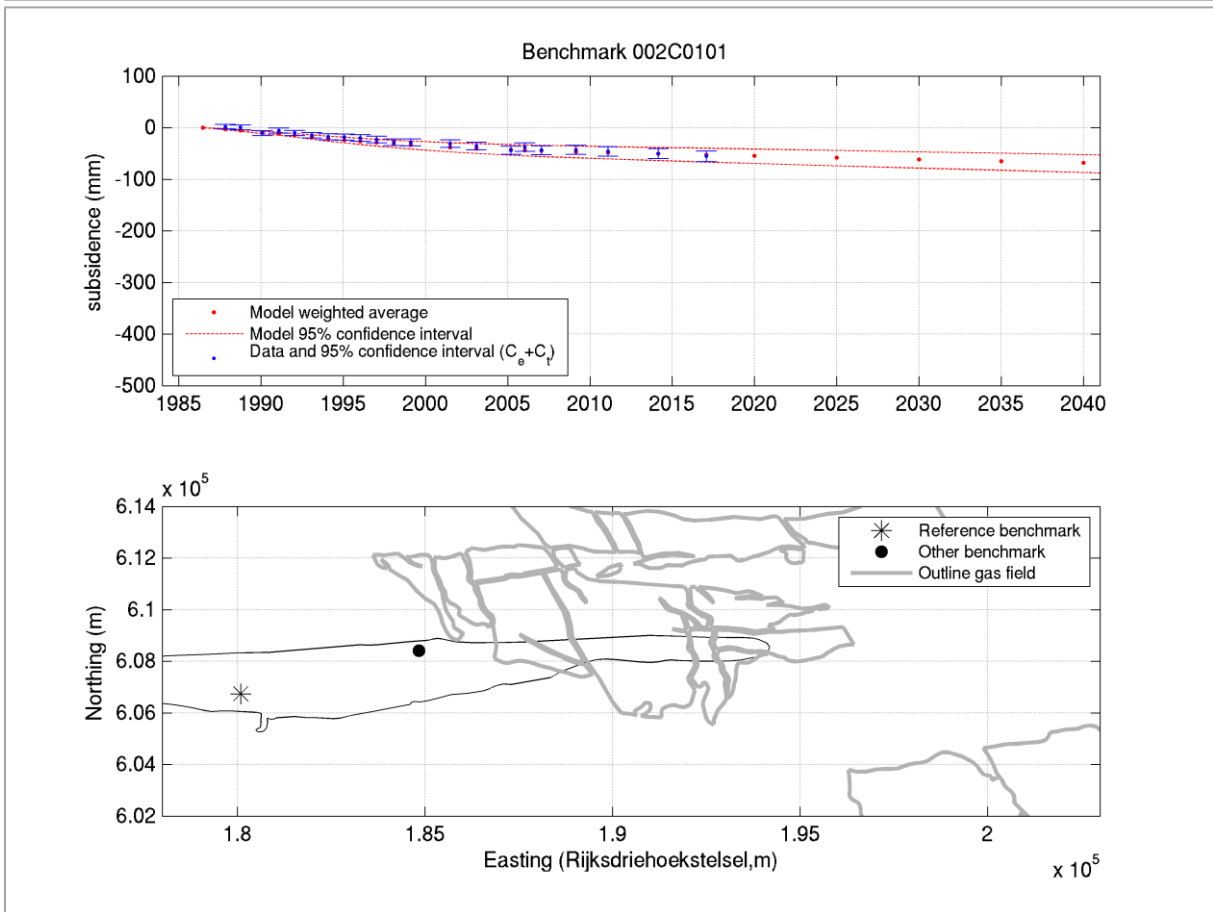 Benchmark 002C0101
100
0
-100
-200
-300
-400
-500
subsidence (mm)
Model weighted average
Model 95% confidence interval
Data and 95% confidence interval (C_e+C_t)
1985 1990 1995 2000 2005 2010 2015 2020 2025 2030 2035 2040
x 10^5
6.14
6.12
6.1
6.08
6.06
6.04
6.02
Northing (m)
Reference benchmark
Other benchmark
Outline gas field
1.8 1.85 1.9 1.95 2
Easting (Rijksdriehoekstelsel,m)
x 10^5